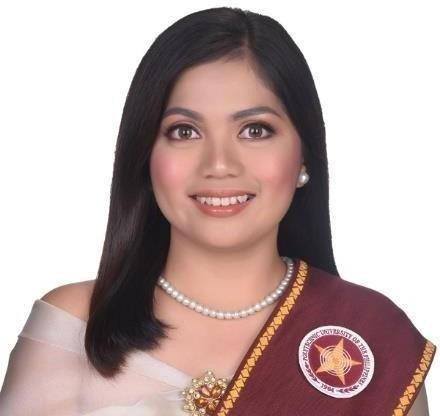 POLYTECHNIC UNIVERSITY OF THE PHILIPPINES
1904